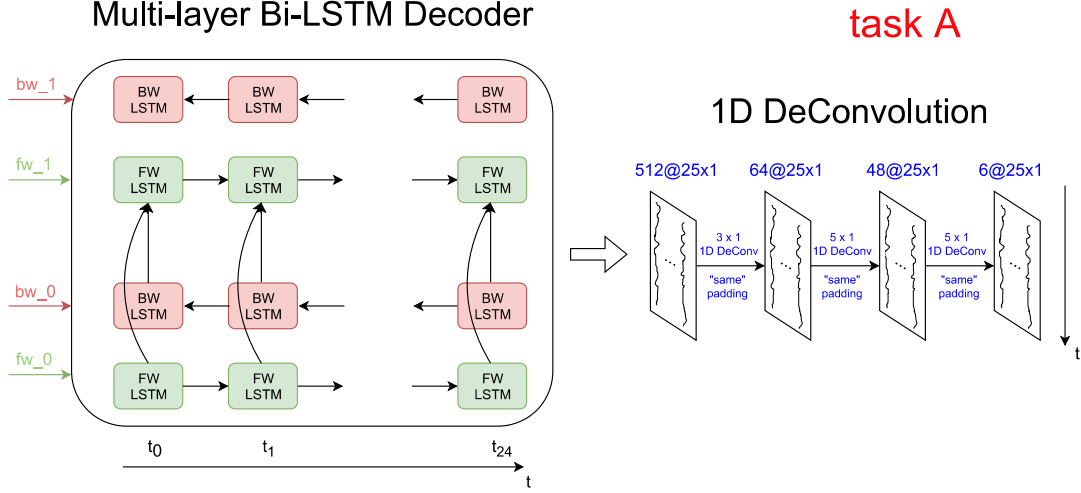 Multi-layer Bi-LSTM Decoder
task A
bw_1
BW
LSTM
BW
LSTM
BW
LSTM
fw_1
FW
LSTM
FW
LSTM
FW
LSTM
bw_0
BW
LSTM
BW
LSTM
BW
LSTM
fw_0
FW
LSTM
FW
LSTM
FW
LSTM
t0
t1
t24
t
1D DeConvolution
512@25x1
64@25x1
48@25x1
6@25x1
3 x 1
1D DeConv
"same"
padding
5 x 1
1D DeConv
"same"
padding
5 x 1
1D DeConv
"same"
padding
...
...
...
...
t